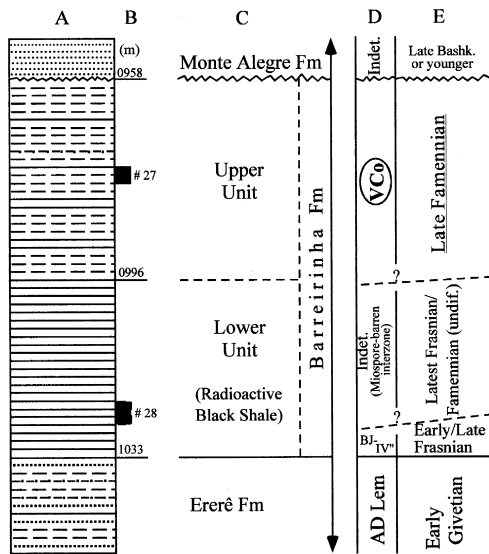 A B C D E
(m)
0958
# 27
0996
# 28
1033
Monte Alegre Fm
Upper
Unit
Lower
Unit
(Radioactive
Black Shale)
Ererê Fm
Barreirinha Fm
Indet.
VCo
?
Indet.
(Miospore-barren
interzone)
?
BJ-
IV"
AD Lem
Late Bashk.
or younger
Late Famennian
Latest Frasnian/
Famennian (undif.)
Early/Late
Frasnian
Early
Givetian